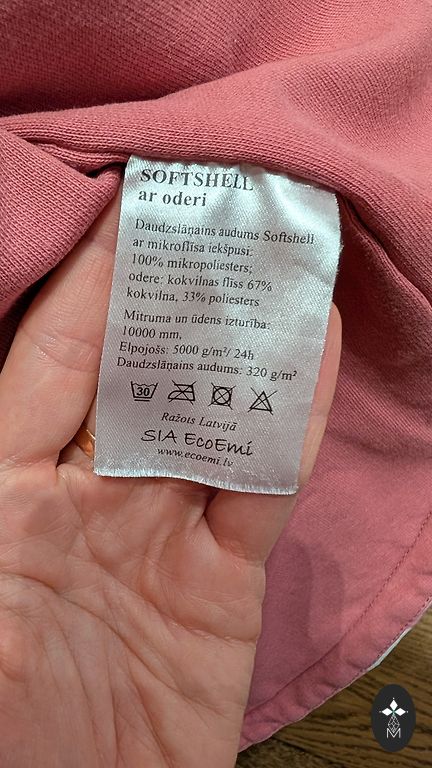 SOFTSHELL
ar oderi
Daudzslāņains audums Softshell
ar mikroflīsa iekšpusi:
100% mikropoliesters;
odere: kokvilnas flīss 67%
kokvilna, 33% poliesters
Mitruma un ūdens izturība:
10000 mm,
Elpojošs: 5000 g/m²/ 24h
Daudzslāņains audums: 320 g/m²
30
Ražots Latvijā
SIA EcoEmi
www.ecoemi.lv
M